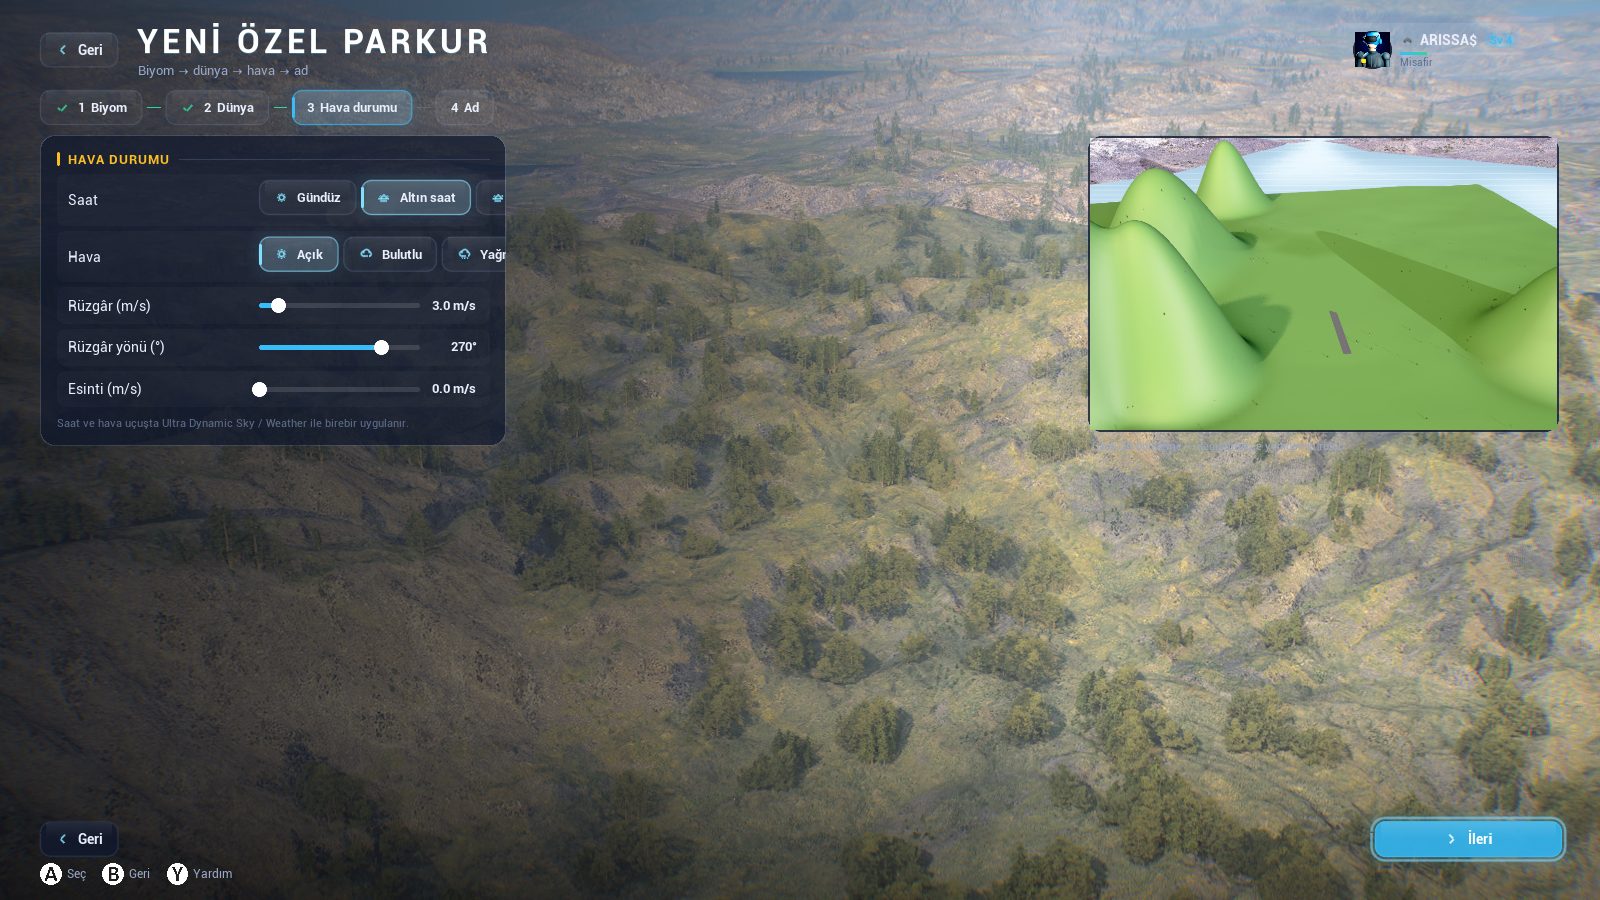 Geri
YENİ ÖZEL PARKUR
Biyom → dünya → hava → ad
ARISSA$
Misafir
1 Biyom
2 Dünya
3 Hava durumu
4 Ad
HAVA DURUMU
Saat
Gündüz
Altın saat
Hava
Açık
Bulutlu
Yağı
Rüzgâr (m/s)
3.0 m/s
Rüzgâr yönü (°)
270°
Esinti (m/s)
0.0 m/s
Saat ve hava uçuşta Ultra Dynamic Sky / Weather ile birebir uygulanır.
Geri
İleri
A Seç
B Geri
Y Yardım